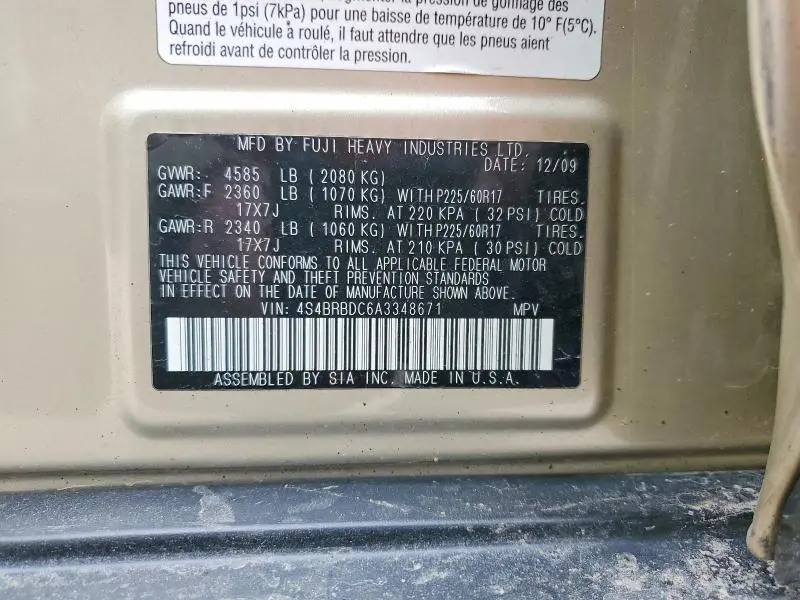 la pression de gonflage des
pneus de 1psi (7kPa) pour une baisse de température de 10° F(5°C).
Quand le véhicule a roulé, il faut attendre que les pneus aient
refroidi avant de contrôler la pression.
MFD BY FUJI HEAVY INDUSTRIES LTD.
DATE: 12/09
GVWR: 4585 LB ( 2080 KG)
GAWR:F 2360 LB ( 1070 KG) WITH P225/60R17 TIRES.
17X7J RIMS. AT 220 KPA ( 32 PSI) COLD
GAWR:R 2340 LB ( 1060 KG) WITH P225/60R17 TIRES.
17X7J RIMS. AT 210 KPA ( 30 PSI) COLD
THIS VEHICLE CONFORMS TO ALL APPLICABLE FEDERAL MOTOR
VEHICLE SAFETY AND THEFT PREVENTION STANDARDS
IN EFFECT ON THE DATE OF MANUFACTURE SHOWN ABOVE.
VIN: 4S4BRBDC6A3348671 MPV
ASSEMBLED BY SIA INC. MADE IN U.S.A.